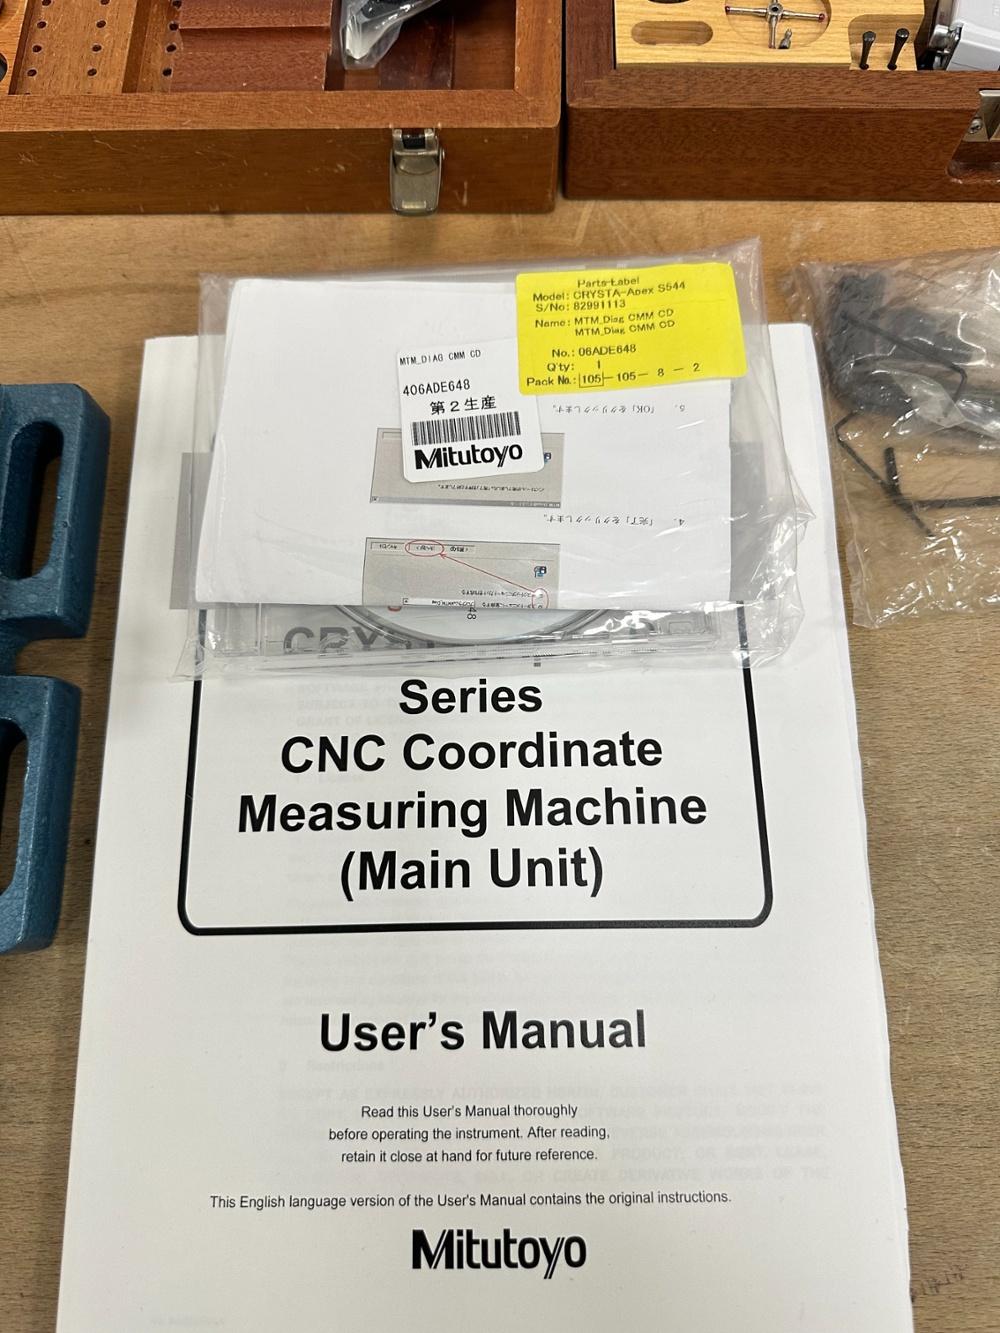 Parts-Label
Model: CRYSTA-Apex S544
S/No: 82991113
Name: MTM_Diag CMM CD
MTM_Diag CMM CD
No.: 06ADE648
Q'ty: 1
Pack No.: 105-105-8-2
MTM_DIAG CMM CD
406ADE648
第2生産
Mitutoyo
5. 「OK」をクリックします。
4. 「完了」をクリックします。
Series
CNC Coordinate
Measuring Machine
(Main Unit)
User's Manual
Read this User's Manual thoroughly
before operating the instrument. After reading,
retain it close at hand for future reference.
This English language version of the User's Manual contains the original instructions.
Mitutoyo